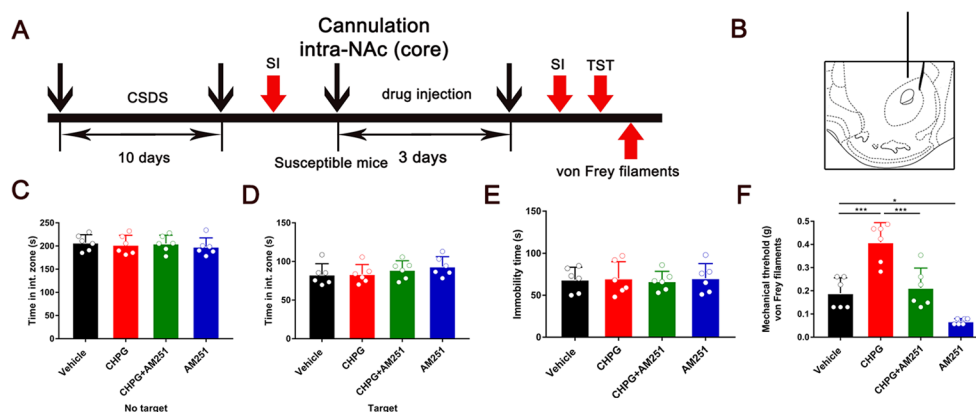 A
Cannulation
intra-NAc (core)
SI
SI
TST
CSDS
drug injection
10 days
Susceptible mice
3 days
von Frey filaments
B
C
Time in int. zone (s)
250
200
150
100
50
0
Vehicle
CHPG
CHPG+AM251
AM251
No target
D
Time in int. zone (s)
150
100
50
0
Vehicle
CHPG
CHPG+AM251
AM251
Target
E
Immobility time (s)
150
100
50
0
Vehicle
CHPG
CHPG+AM251
AM251
F
Mechanical threhold (g)
von Frey filaments
0.5
0.4
0.3
0.2
0.1
0.0
*
***
***
Vehicle
CHPG
CHPG+AM251
AM251